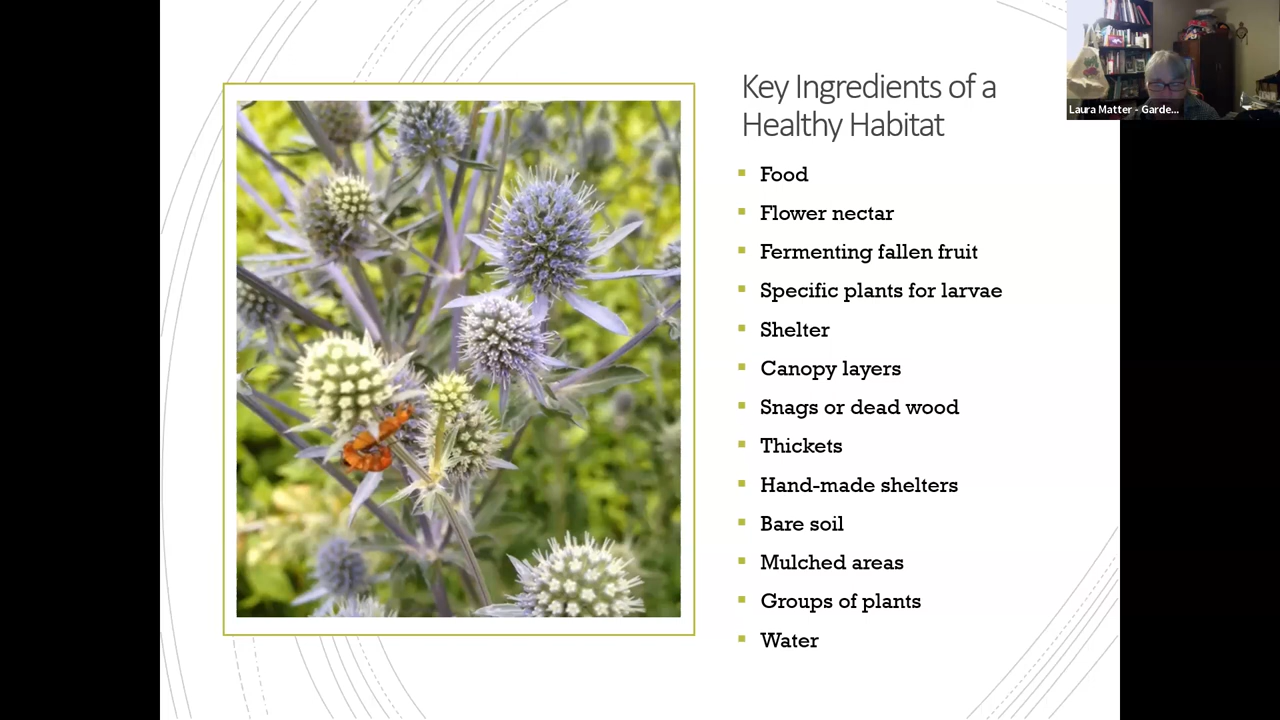 Key Ingredients of a
Healthy Habitat
Food
Flower nectar
Fermenting fallen fruit
Specific plants for larvae
Shelter
Canopy layers
Snags or dead wood
Thickets
Hand-made shelters
Bare soil
Mulched areas
Groups of plants
Water
Laura Matter - Garde...